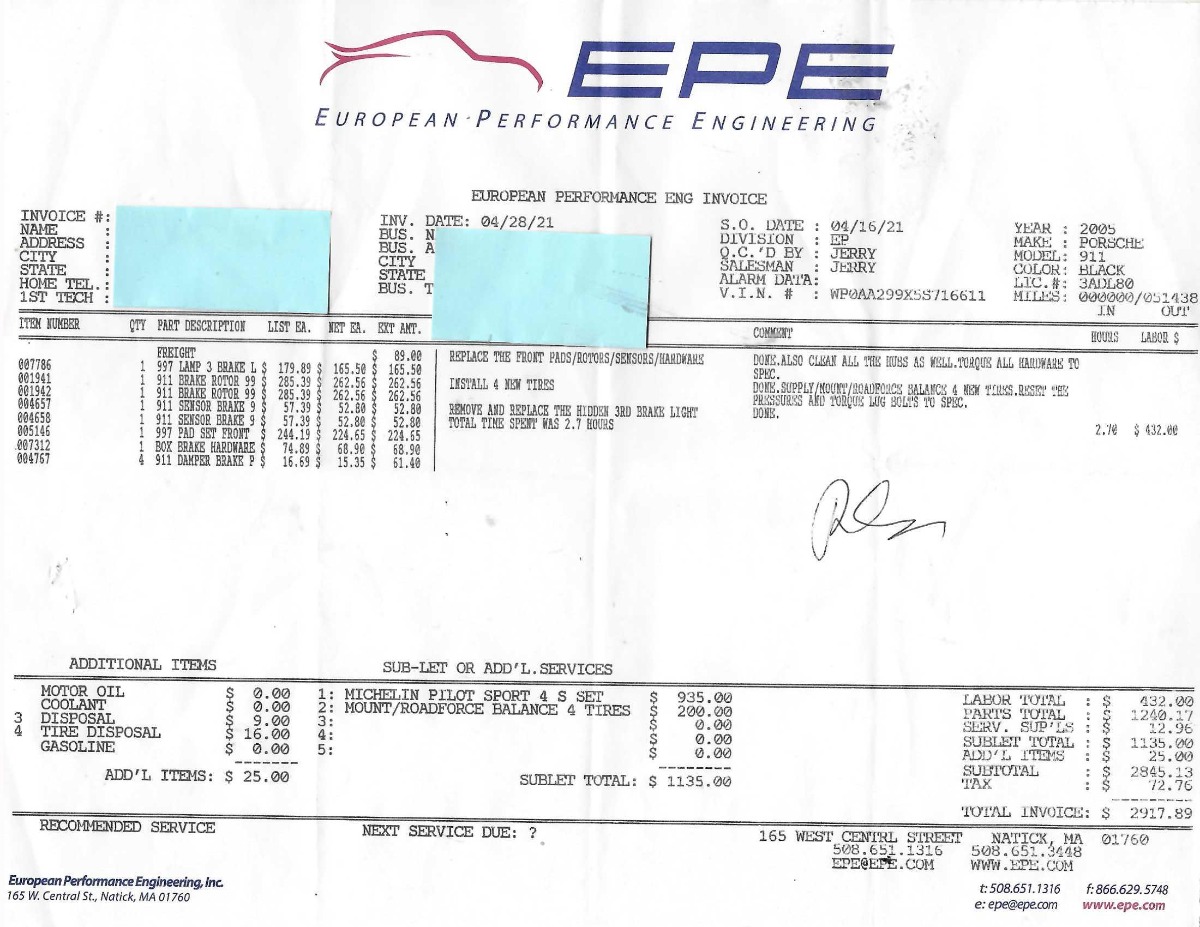 EPE
EUROPEAN PERFORMANCE ENGINEERING
EUROPEAN PERFORMANCE ENG INVOICE
INVOICE #:
NAME :
ADDRESS :
CITY :
STATE :
HOME TEL.:
1ST TECH :
INV. DATE: 04/28/21
BUS. N
BUS. A
CITY
STATE
BUS. T
S.O. DATE : 04/16/21
DIVISION : EP
Q.C.'D BY : JERRY
SALESMAN : JERRY
ALARM DATA:
V.I.N. # : WP0AA299X5S716611
YEAR : 2005
MAKE : PORSCHE
MODEL: 911
COLOR: BLACK
LIC.#: 3ADL80
MILES: 000000/051438
IN OUT
ITEM NUMBER QTY PART DESCRIPTION LIST EA. NET EA. EXT AMT. COMMENT HOURS LABOR $
FREIGHT $ 89.00
007786 1 997 LAMP 3 BRAKE L $ 179.89 $ 165.50 $ 165.50
001941 1 911 BRAKE ROTOR 99 $ 285.39 $ 262.56 $ 262.56
001942 1 911 BRAKE ROTOR 99 $ 285.39 $ 262.56 $ 262.56
004657 1 911 SENSOR BRAKE 9 $ 57.39 $ 52.80 $ 52.80
004658 1 911 SENSOR BRAKE 9 $ 57.39 $ 52.80 $ 52.80
005146 1 997 PAD SET FRONT $ 244.19 $ 224.65 $ 224.65
007312 1 BOX BRAKE HARDWARE $ 74.89 $ 68.90 $ 68.90
004767 4 911 DAMPER BRAKE P $ 16.69 $ 15.35 $ 61.40
REPLACE THE FRONT PADS/ROTORS/SENSORS/HARDWARE
INSTALL 4 NEW TIRES
REMOVE AND REPLACE THE HIDDEN 3RD BRAKE LIGHT
TOTAL TIME SPENT WAS 2.7 HOURS
DONE.ALSO CLEAN ALL THE HUBS AS WELL.TORQUE ALL HARDWARE TO
SPEC.
DONE.SUPPLY/MOUNT/ROADFORCE BALANCE 4 NEW TIRES.RESET THE
PRESSURES AND TORQUE LUG BOLTS TO SPEC.
DONE.
2.70 $ 432.00
ADDITIONAL ITEMS
MOTOR OIL $ 0.00
COOLANT $ 0.00
3 DISPOSAL $ 9.00
4 TIRE DISPOSAL $ 16.00
GASOLINE $ 0.00
ADD'L ITEMS: $ 25.00
SUB-LET OR ADD'L.SERVICES
1: MICHELIN PILOT SPORT 4 S SET $ 935.00
2: MOUNT/ROADFORCE BALANCE 4 TIRES $ 200.00
3: $ 0.00
4: $ 0.00
5: $ 0.00
SUBLET TOTAL: $ 1135.00
LABOR TOTAL : $ 432.00
PARTS TOTAL : $ 1240.17
SERV. SUP'LS : $ 12.96
SUBLET TOTAL : $ 1135.00
ADD'L ITEMS : $ 25.00
SUBTOTAL : $ 2845.13
TAX : $ 72.76
TOTAL INVOICE: $ 2917.89
RECOMMENDED SERVICE NEXT SERVICE DUE: ?
165 WEST CENTRL STREET NATICK, MA 01760
508.651.1316 508.651.3448
EPE@EPE.COM WWW.EPE.COM
European Performance Engineering, Inc.
165 W. Central St., Natick, MA 01760
t: 508.651.1316 f: 866.629.5748
e: epe@epe.com www.epe.com